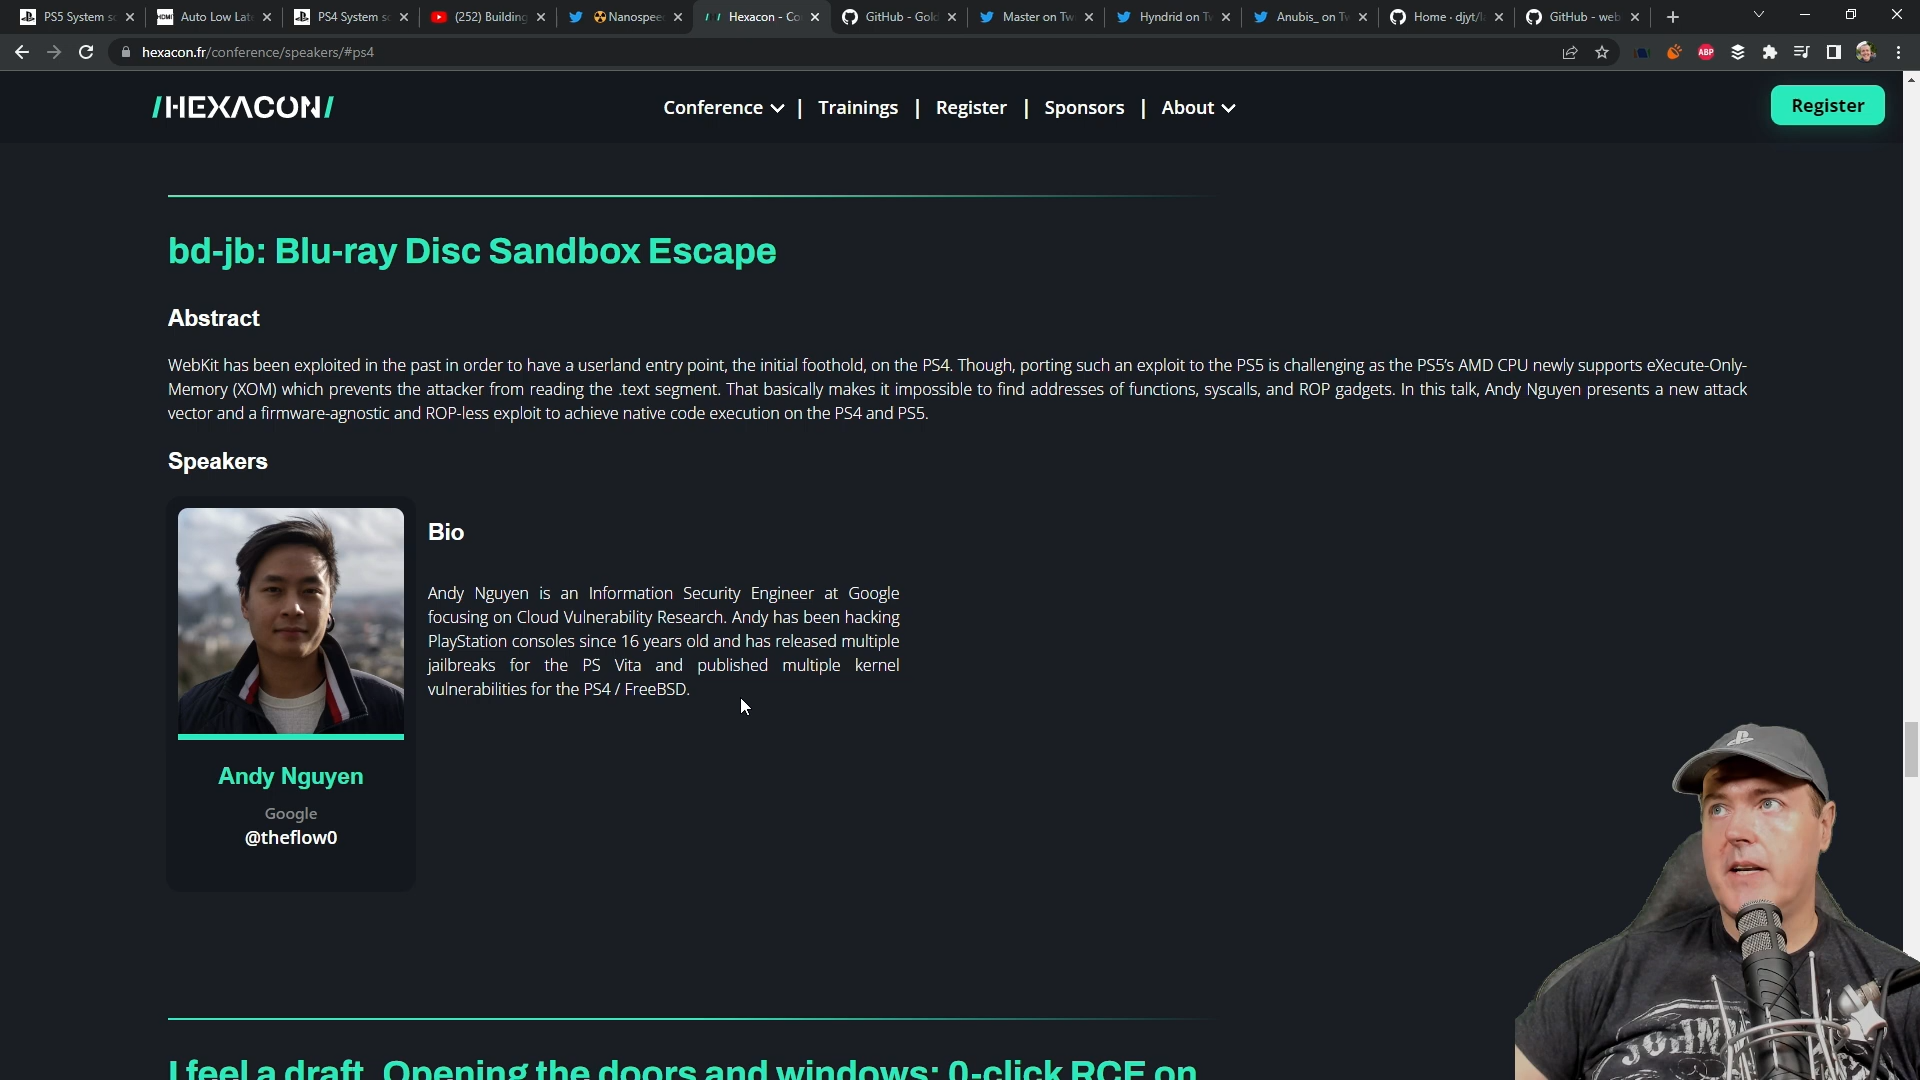 PS5 System s
Auto Low Lat
PS4 System s
(252) Building
☢Nanospee
Hexacon - Co
GitHub - Gol
Master on Tw
Hyndrid on T
Anubis_ on Tw
Home · djyt/
GitHub - web
hexacon.fr/conference/speakers/#ps4
ABP
/HEXACON/
Conference | Trainings | Register | Sponsors | About
Register
bd-jb: Blu-ray Disc Sandbox Escape
Abstract
WebKit has been exploited in the past in order to have a userland entry point, the initial foothold, on the PS4. Though, porting such an exploit to the PS5 is challenging as the PS5's AMD CPU newly supports eXecute-Only-
Memory (XOM) which prevents the attacker from reading the .text segment. That basically makes it impossible to find addresses of functions, syscalls, and ROP gadgets. In this talk, Andy Nguyen presents a new attack
vector and a firmware-agnostic and ROP-less exploit to achieve native code execution on the PS4 and PS5.
Speakers
Bio
Andy Nguyen is an Information Security Engineer at Google
focusing on Cloud Vulnerability Research. Andy has been hacking
PlayStation consoles since 16 years old and has released multiple
jailbreaks for the PS Vita and published multiple kernel
vulnerabilities for the PS4 / FreeBSD.
Andy Nguyen
Google
@theflow0
I feel a draft. Opening the doors and windows: 0-click RCE on